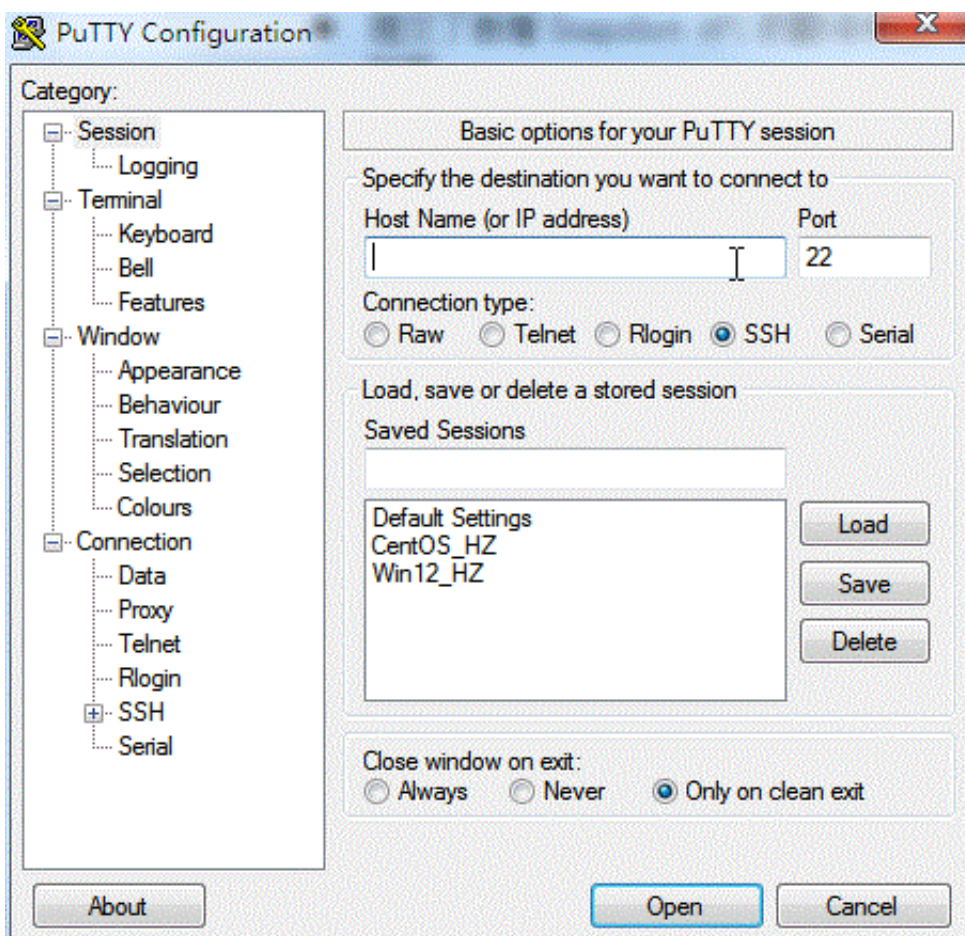 PuTTY Configuration
Category:
Session
Logging
Terminal
Keyboard
Bell
Features
Window
Appearance
Behaviour
Translation
Selection
Colours
Connection
Data
Proxy
Telnet
Rlogin
SSH
Serial
Basic options for your PuTTY session
Specify the destination you want to connect to
Host Name (or IP address) Port
22
Connection type:
Raw Telnet Rlogin SSH Serial
Load, save or delete a stored session
Saved Sessions
Default Settings
CentOS_HZ
Win12_HZ
Load
Save
Delete
Close window on exit:
Always Never Only on clean exit
About Open Cancel